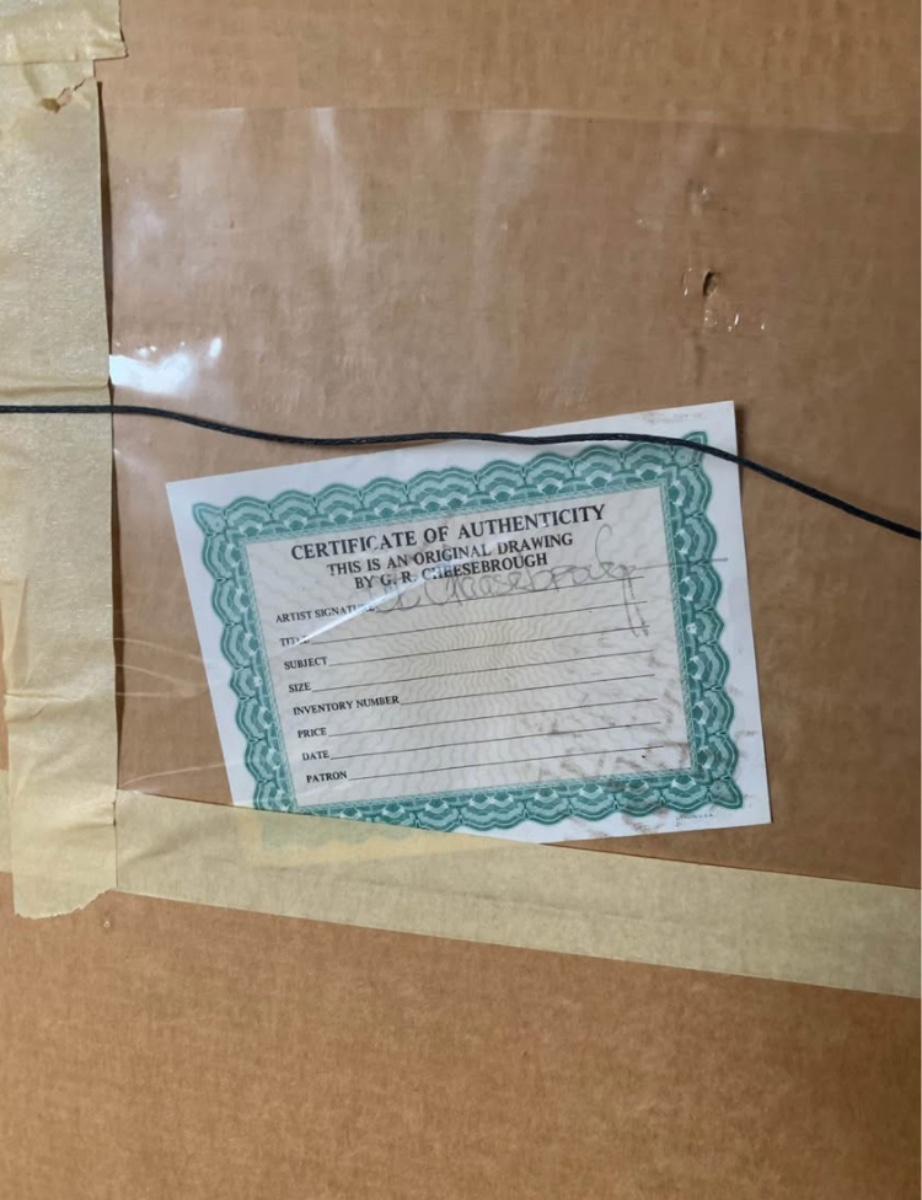 CERTIFICATE OF AUTHENTICITY
THIS IS AN ORIGINAL DRAWING
BY G. R. CHEESEBROUGH
ARTIST SIGNATURE Cheesebrough
TITLE
SUBJECT
SIZE
INVENTORY NUMBER
PRICE
DATE
PATRON